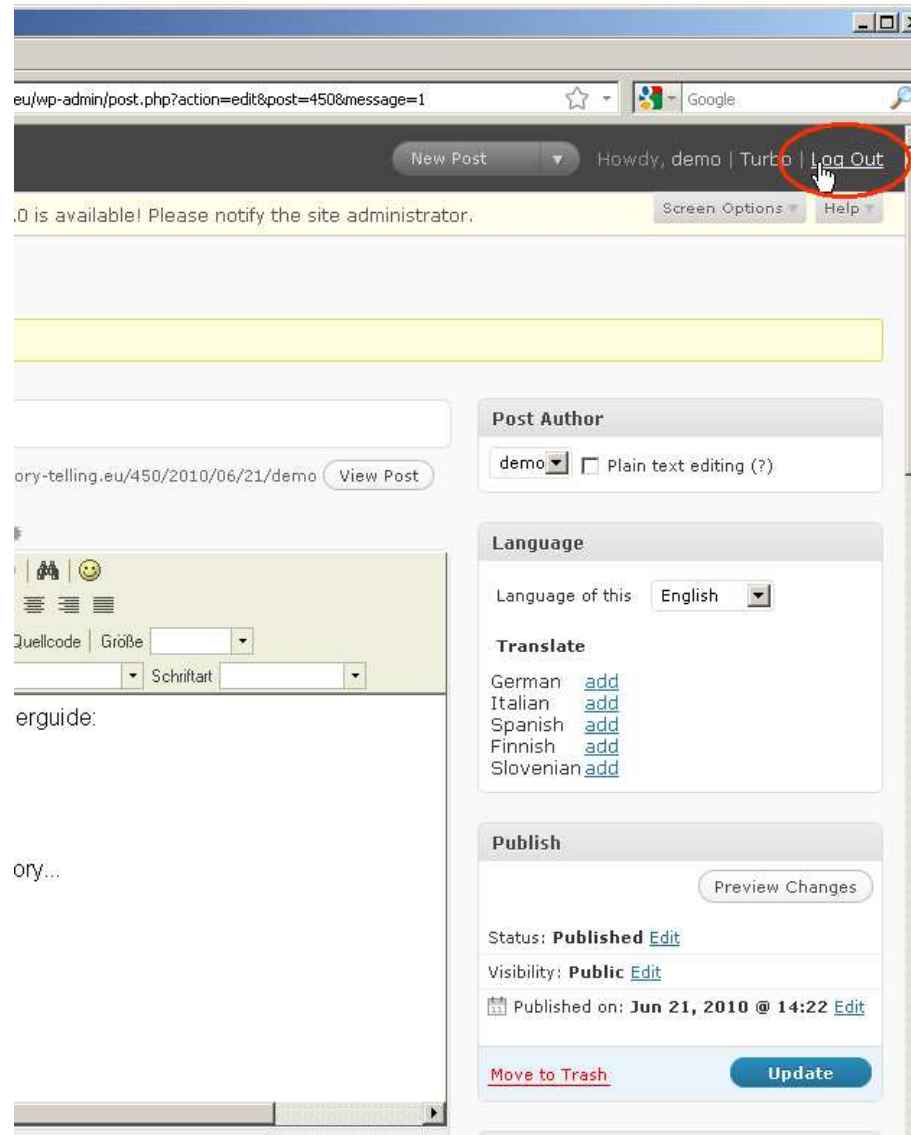 eu/wp-admin/post.php?action=edit&post=450&message=1
Google
New Post
Howdy, demo | Turbo | Log Out
.0 is available! Please notify the site administrator.
Screen Options
Help
Post Author
demo
Plain text editing (?)
ory-telling.eu/450/2010/06/21/demo
View Post
Language
Language of this
English
Translate
German add
Italian add
Spanish add
Finnish add
Slovenian add
Quellcode
Größe
Schriftart
erguide:
ory...
Publish
Preview Changes
Status: Published Edit
Visibility: Public Edit
Published on: Jun 21, 2010 @ 14:22 Edit
Move to Trash
Update